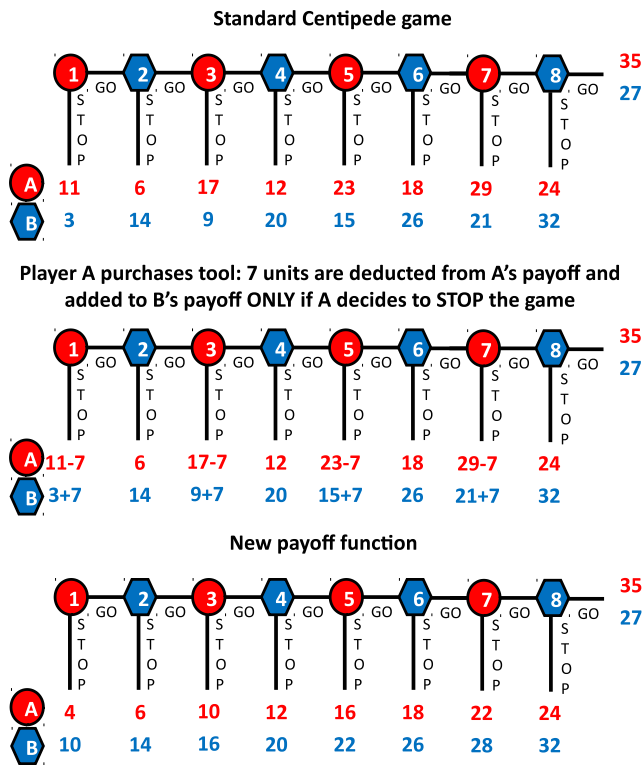 Standard Centipede game
1 GO 2 GO 3 GO 4 GO 5 GO 6 GO 7 GO 8 GO 35
27
STOP STOP STOP STOP STOP STOP STOP STOP
A 11 6 17 12 23 18 29 24
B 3 14 9 20 15 26 21 32
Player A purchases tool: 7 units are deducted from A's payoff and
added to B's payoff ONLY if A decides to STOP the game
1 GO 2 GO 3 GO 4 GO 5 GO 6 GO 7 GO 8 GO 35
27
STOP STOP STOP STOP STOP STOP STOP STOP
A 11-7 6 17-7 12 23-7 18 29-7 24
B 3+7 14 9+7 20 15+7 26 21+7 32
New payoff function
1 GO 2 GO 3 GO 4 GO 5 GO 6 GO 7 GO 8 GO 35
27
STOP STOP STOP STOP STOP STOP STOP STOP
A 4 6 10 12 16 18 22 24
B 10 14 16 20 22 26 28 32